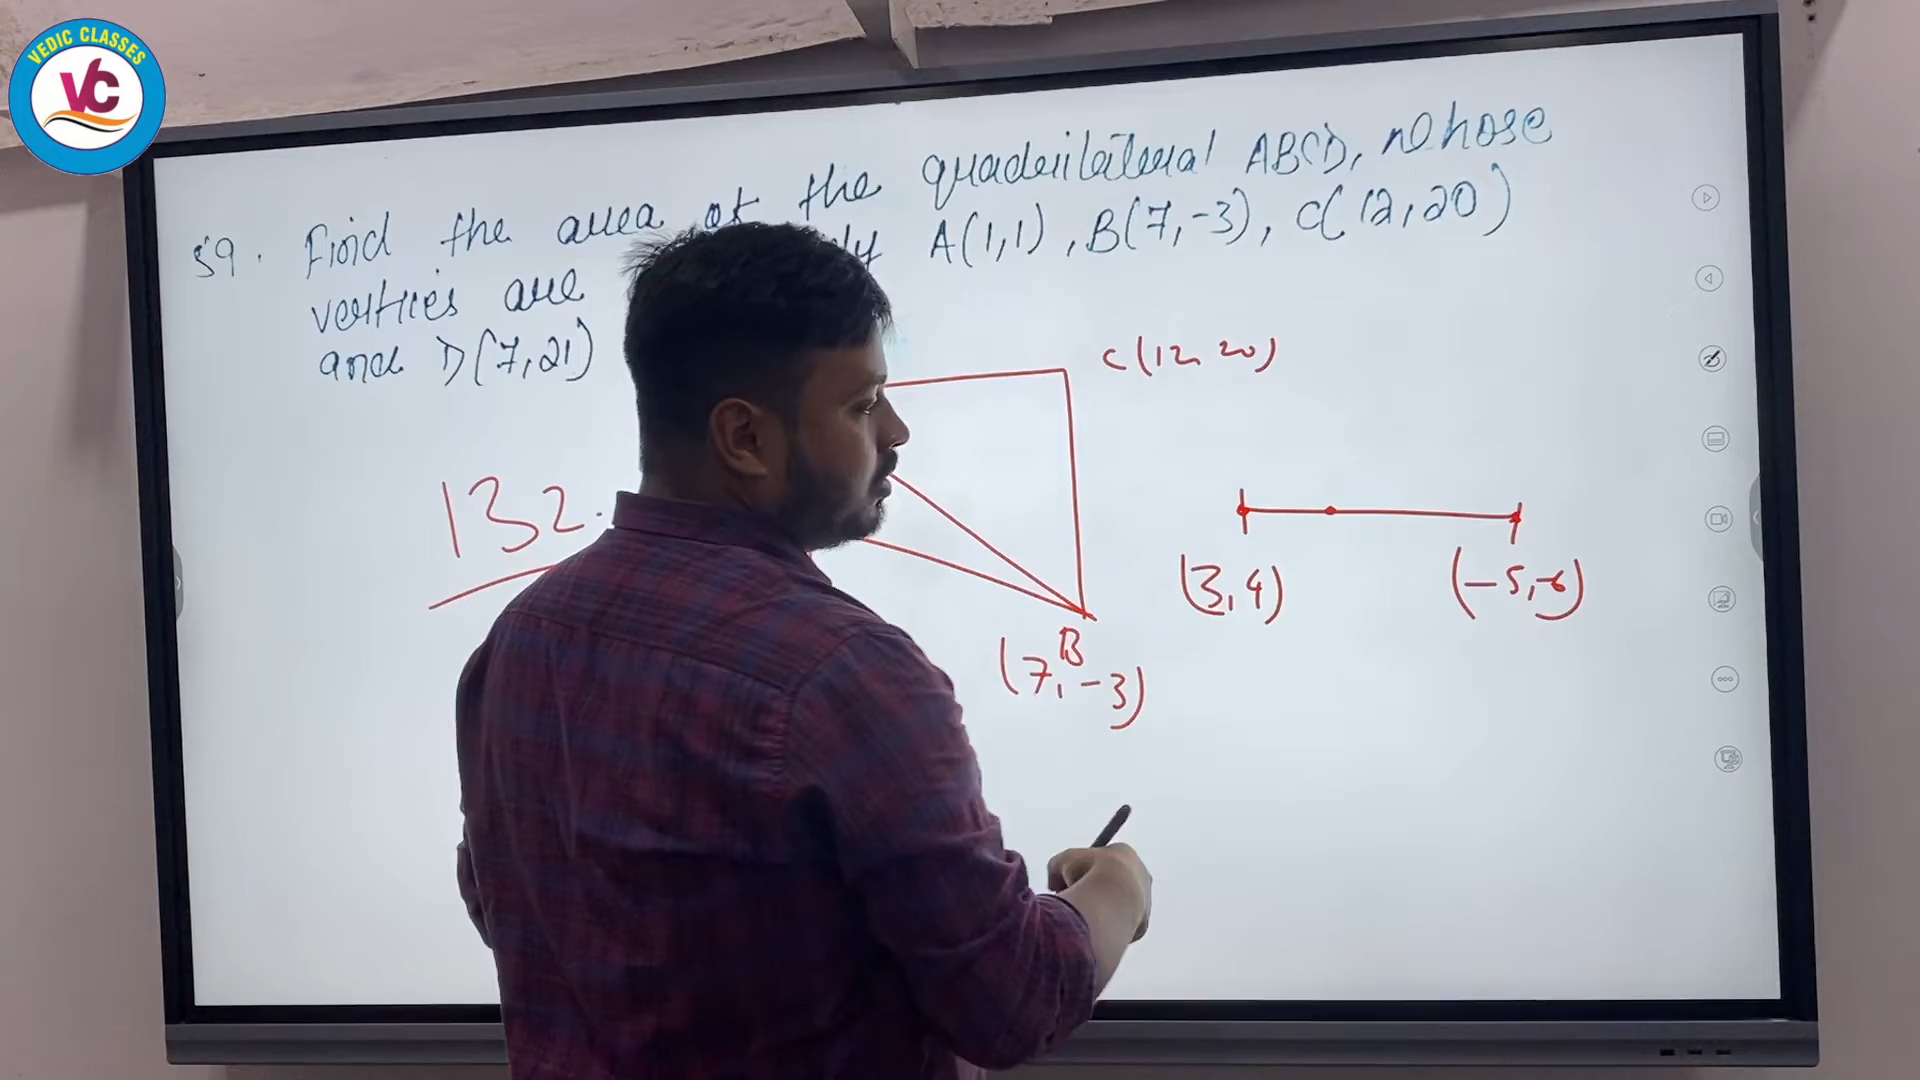 VEDIC CLASSES
VC
59. Find the area of the quadrilateral ABCD, whose
vertices are A(1,1), B(7,-3), C(12,20)
and D(7,21)
C(12, 20)
132.
(3,4)
(-5,-6)
B
(7,-3)